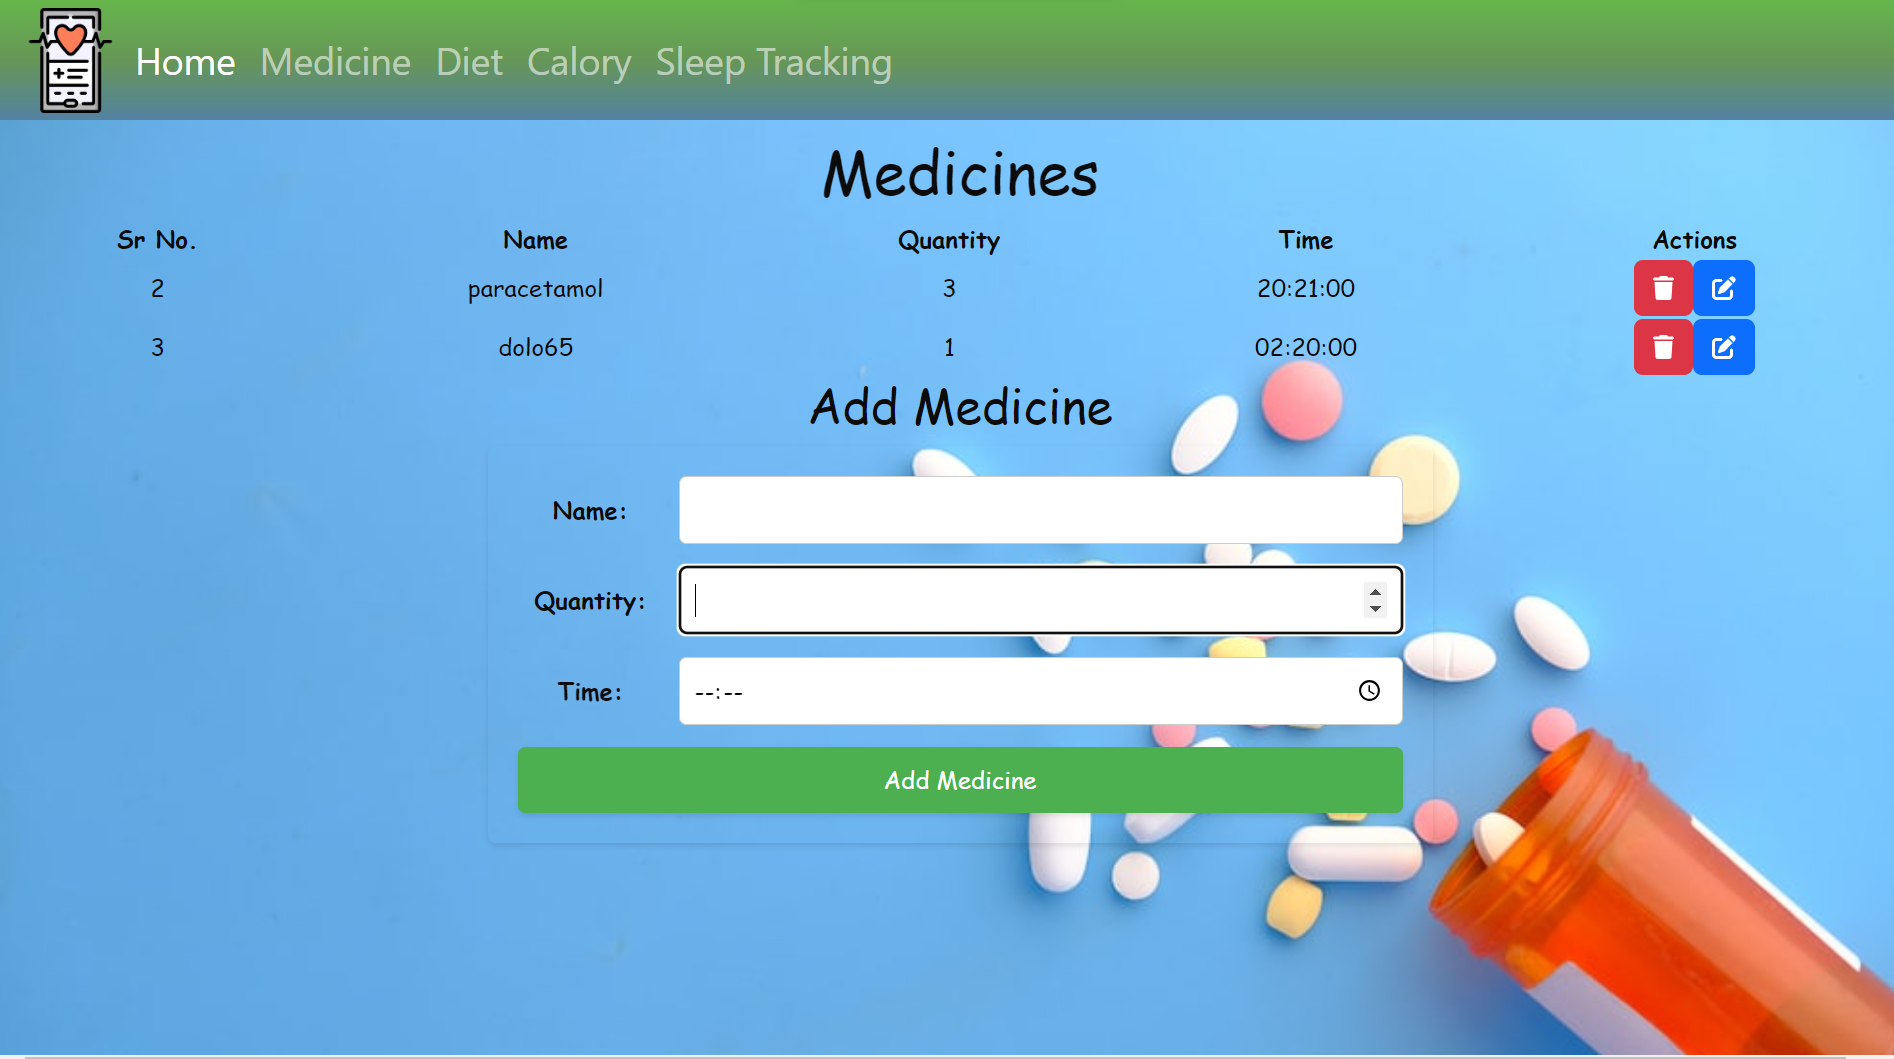 Home Medicine Diet Calory Sleep Tracking
Medicines
Sr No. Name Quantity Time Actions
2 paracetamol 3 20:21:00
3 dolo65 1 02:20:00
Add Medicine
Name:
Quantity:
Time: --:--
Add Medicine